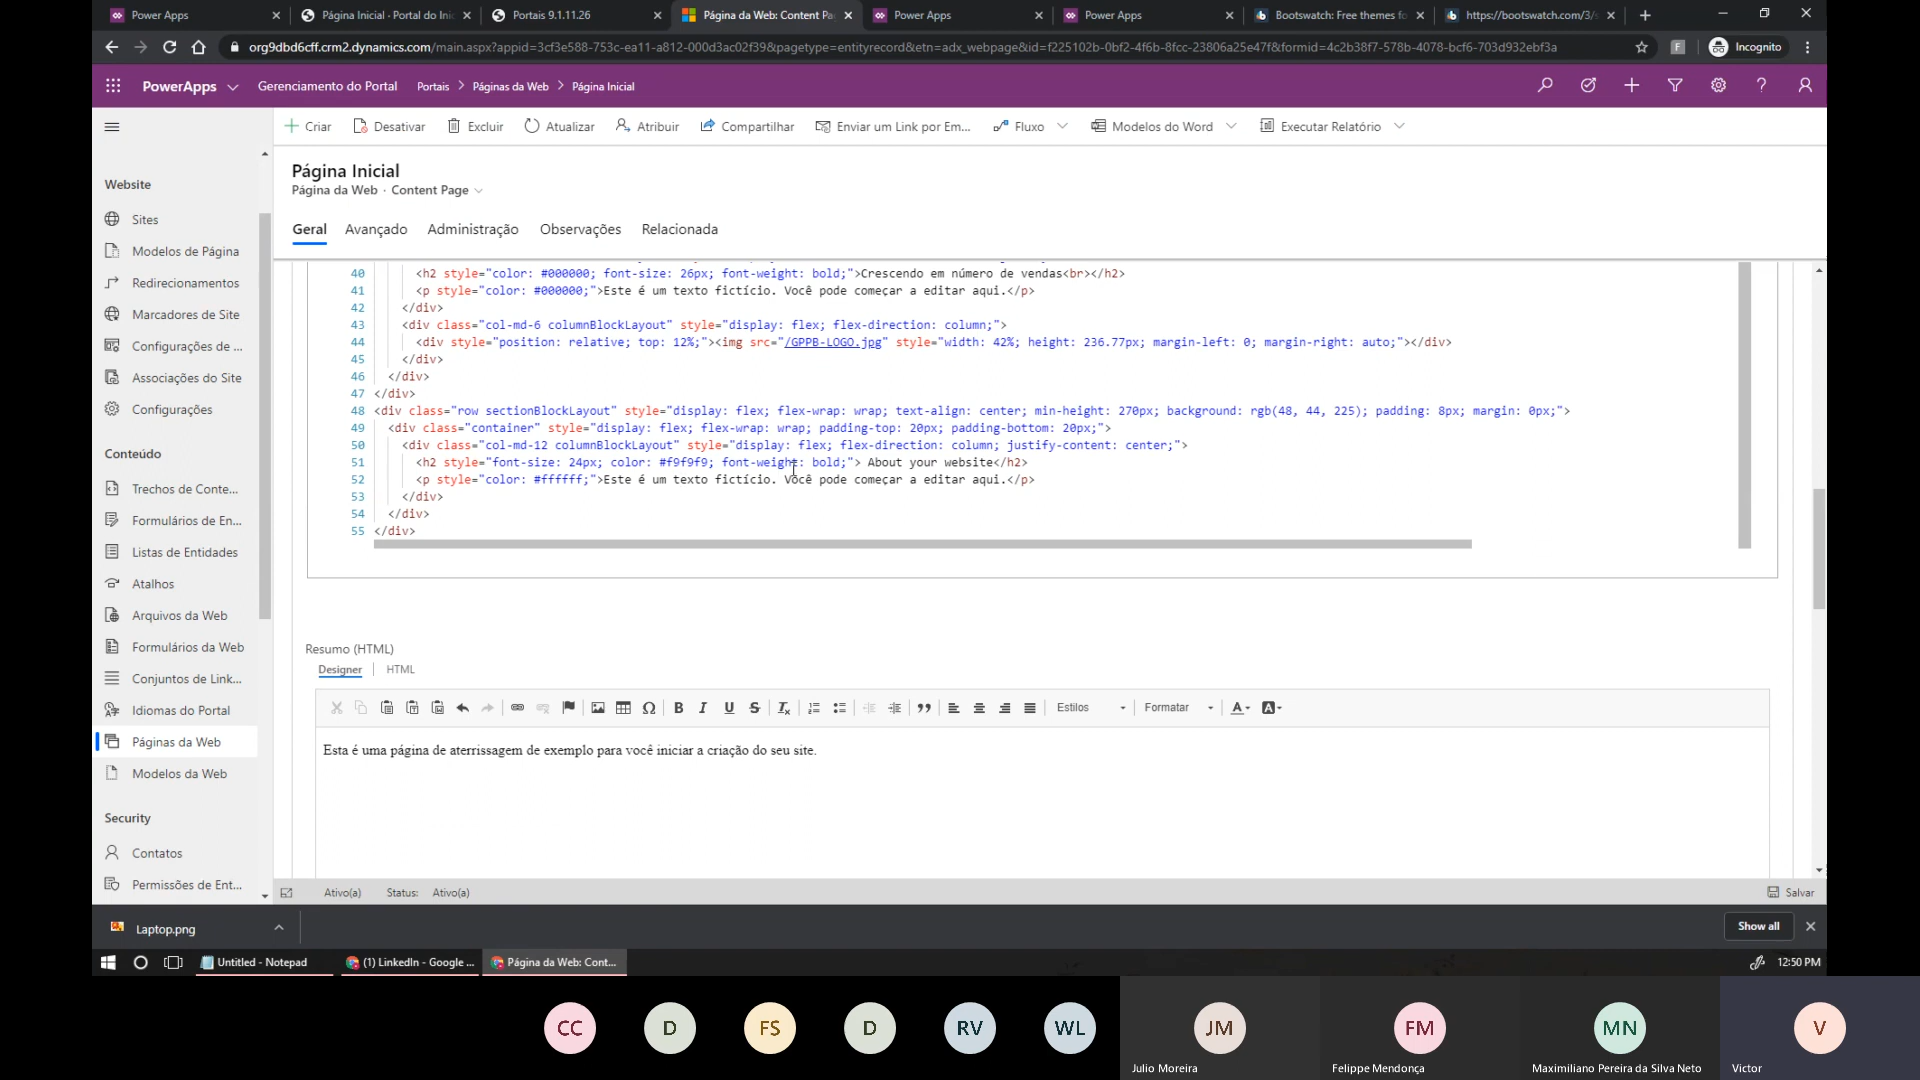 Power Apps
Página Inicial - Portal do Ini
Portais 9.1.11.26
Página da Web: Content Pa
Power Apps
Power Apps
Bootswatch: Free themes fo
https://bootswatch.com/3/s
org9dbd6cff.crm2.dynamics.com/main.aspx?appid=3cf3e588-753c-ea11-a812-000d3ac02f39&pagetype=entityrecord&etn=adx_webpage&id=f225102b-0bf2-4f6b-8fcc-23806a25e47f&formid=4c2b38f7-578b-4078-bcf6-703d932ebf3a
F
Incognito
PowerApps
Gerenciamento do Portal
Portais > Páginas da Web > Página Inicial
Criar
Desativar
Excluir
Atualizar
Atribuir
Compartilhar
Enviar um Link por Em...
Fluxo
Modelos do Word
Executar Relatório
Website
Sites
Modelos de Página
Redirecionamentos
Marcadores de Site
Configurações de ...
Associações do Site
Configurações
Conteúdo
Trechos de Conte...
Formulários de En...
Listas de Entidades
Atalhos
Arquivos da Web
Formulários da Web
Conjuntos de Link...
Idiomas do Portal
Páginas da Web
Modelos da Web
Security
Contatos
Permissões de Ent...
Página Inicial
Página da Web · Content Page
Geral
Avançado
Administração
Observações
Relacionada
40 <h2 style="color: #000000; font-size: 26px; font-weight: bold;">Crescendo em número de vendas<br></h2>
41 <p style="color: #000000;">Este é um texto fictício. Você pode começar a editar aqui.</p>
42 </div>
43 <div class="col-md-6 columnBlockLayout" style="display: flex; flex-direction: column;">
44 <div style="position: relative; top: 12%;"><img src="/GPPB-LOGO.jpg" style="width: 42%; height: 236.77px; margin-left: 0; margin-right: auto;"></div>
45 </div>
46 </div>
47 </div>
48 <div class="row sectionBlockLayout" style="display: flex; flex-wrap: wrap; text-align: center; min-height: 270px; background: rgb(48, 44, 225); padding: 8px; margin: 0px;">
49 <div class="container" style="display: flex; flex-wrap: wrap; padding-top: 20px; padding-bottom: 20px;">
50 <div class="col-md-12 columnBlockLayout" style="display: flex; flex-direction: column; justify-content: center;">
51 <h2 style="font-size: 24px; color: #f9f9f9; font-weight: bold;"> About your website</h2>
52 <p style="color: #ffffff;">Este é um texto fictício. Você pode começar a editar aqui.</p>
53 </div>
54 </div>
55 </div>
Resumo (HTML)
Designer
HTML
B
I
U
S
Estilos
Formatar
Esta é uma página de aterrissagem de exemplo para você iniciar a criação do seu site.
Ativo(a)
Status: Ativo(a)
Salvar
Laptop.png
Show all
Untitled - Notepad
(1) LinkedIn - Google ...
Página da Web: Cont...
12:50 PM
CC
D
FS
D
RV
WL
JM
Julio Moreira
FM
Felippe Mendonça
MN
Maximiliano Pereira da Silva Neto
V
Victor